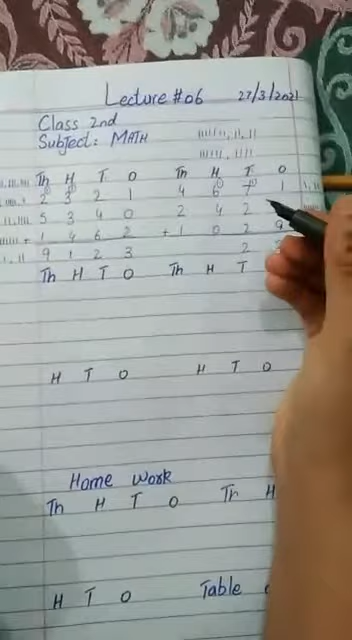 Lecture #06 27/3/2021
Class 2nd
Subject: MATH
Th H T O Th H T O
2 3 2 1 4 6 7 1
5 3 4 0 2 4 2
+ 1 4 6 2 + 1 0 2 9
9 1 2 3 2
Th H T O Th H T
H T O H T O
Home Work
Th H T O Th H
H T O Table